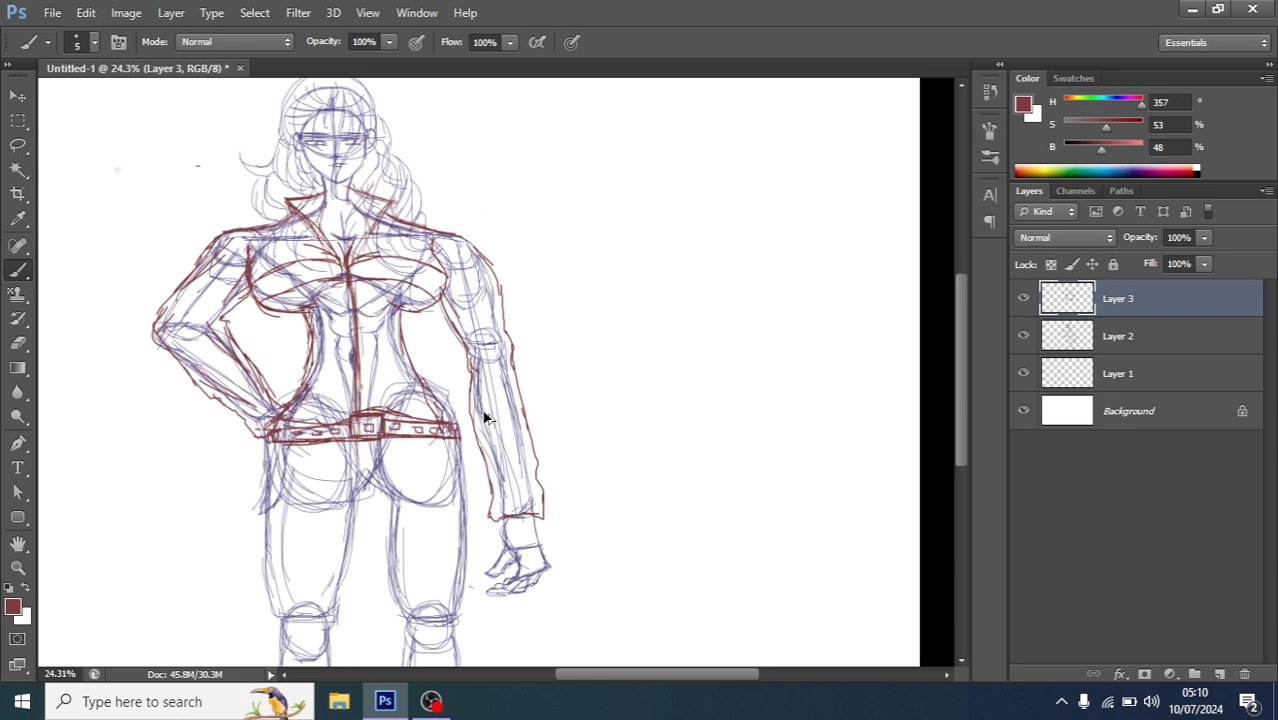 Ps File Edit Image Layer Type Select Filter 3D View Window Help
5 Mode: Normal Opacity: 100% Flow: 100% Essentials
Untitled-1 @ 24.3% (Layer 3, RGB/8) * ×
Color Swatches
H 357 °
S 53 %
B 48 %
Layers Channels Paths
Kind
Normal Opacity: 100%
Lock: Fill: 100%
Layer 3
Layer 2
Layer 1
Background
24.31% Doc: 45.8M/30.3M
Type here to search Ps 05:10
10/07/2024 2